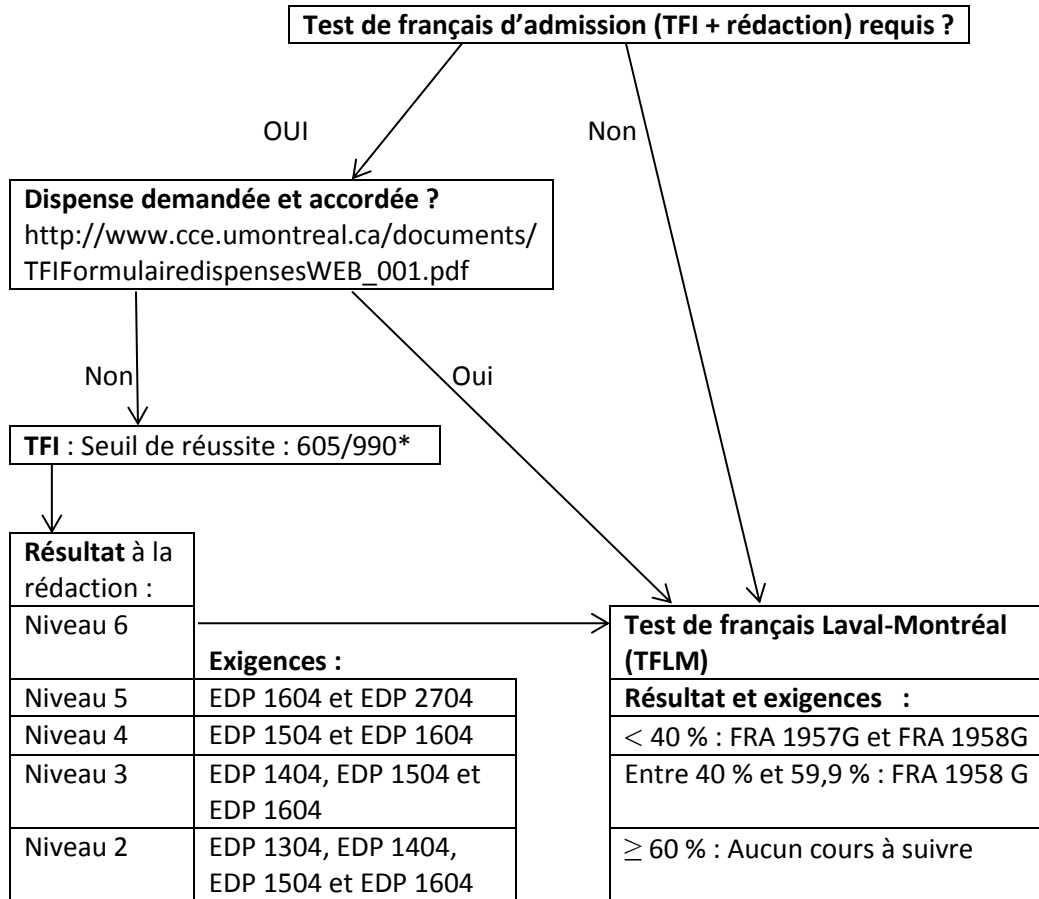 Test de français d’admission (TFI + rédaction) requis ?
OUI
Non
Dispense demandée et accordée ?
http://www.cce.umontreal.ca/documents/
TFIFormulairedispensesWEB_001.pdf
Non
Oui
TFI : Seuil de réussite : 605/990*
Résultat à la
rédaction :
Niveau 6
Exigences :
Niveau 5
EDP 1604 et EDP 2704
Niveau 4
EDP 1504 et EDP 1604
Niveau 3
EDP 1404, EDP 1504 et
EDP 1604
Niveau 2
EDP 1304, EDP 1404,
EDP 1504 et EDP 1604
Test de français Laval-Montréal
(TFLM)
Résultat et exigences :
< 40 % : FRA 1957G et FRA 1958G
Entre 40 % et 59,9 % : FRA 1958 G
≥ 60 % : Aucun cours à suivre